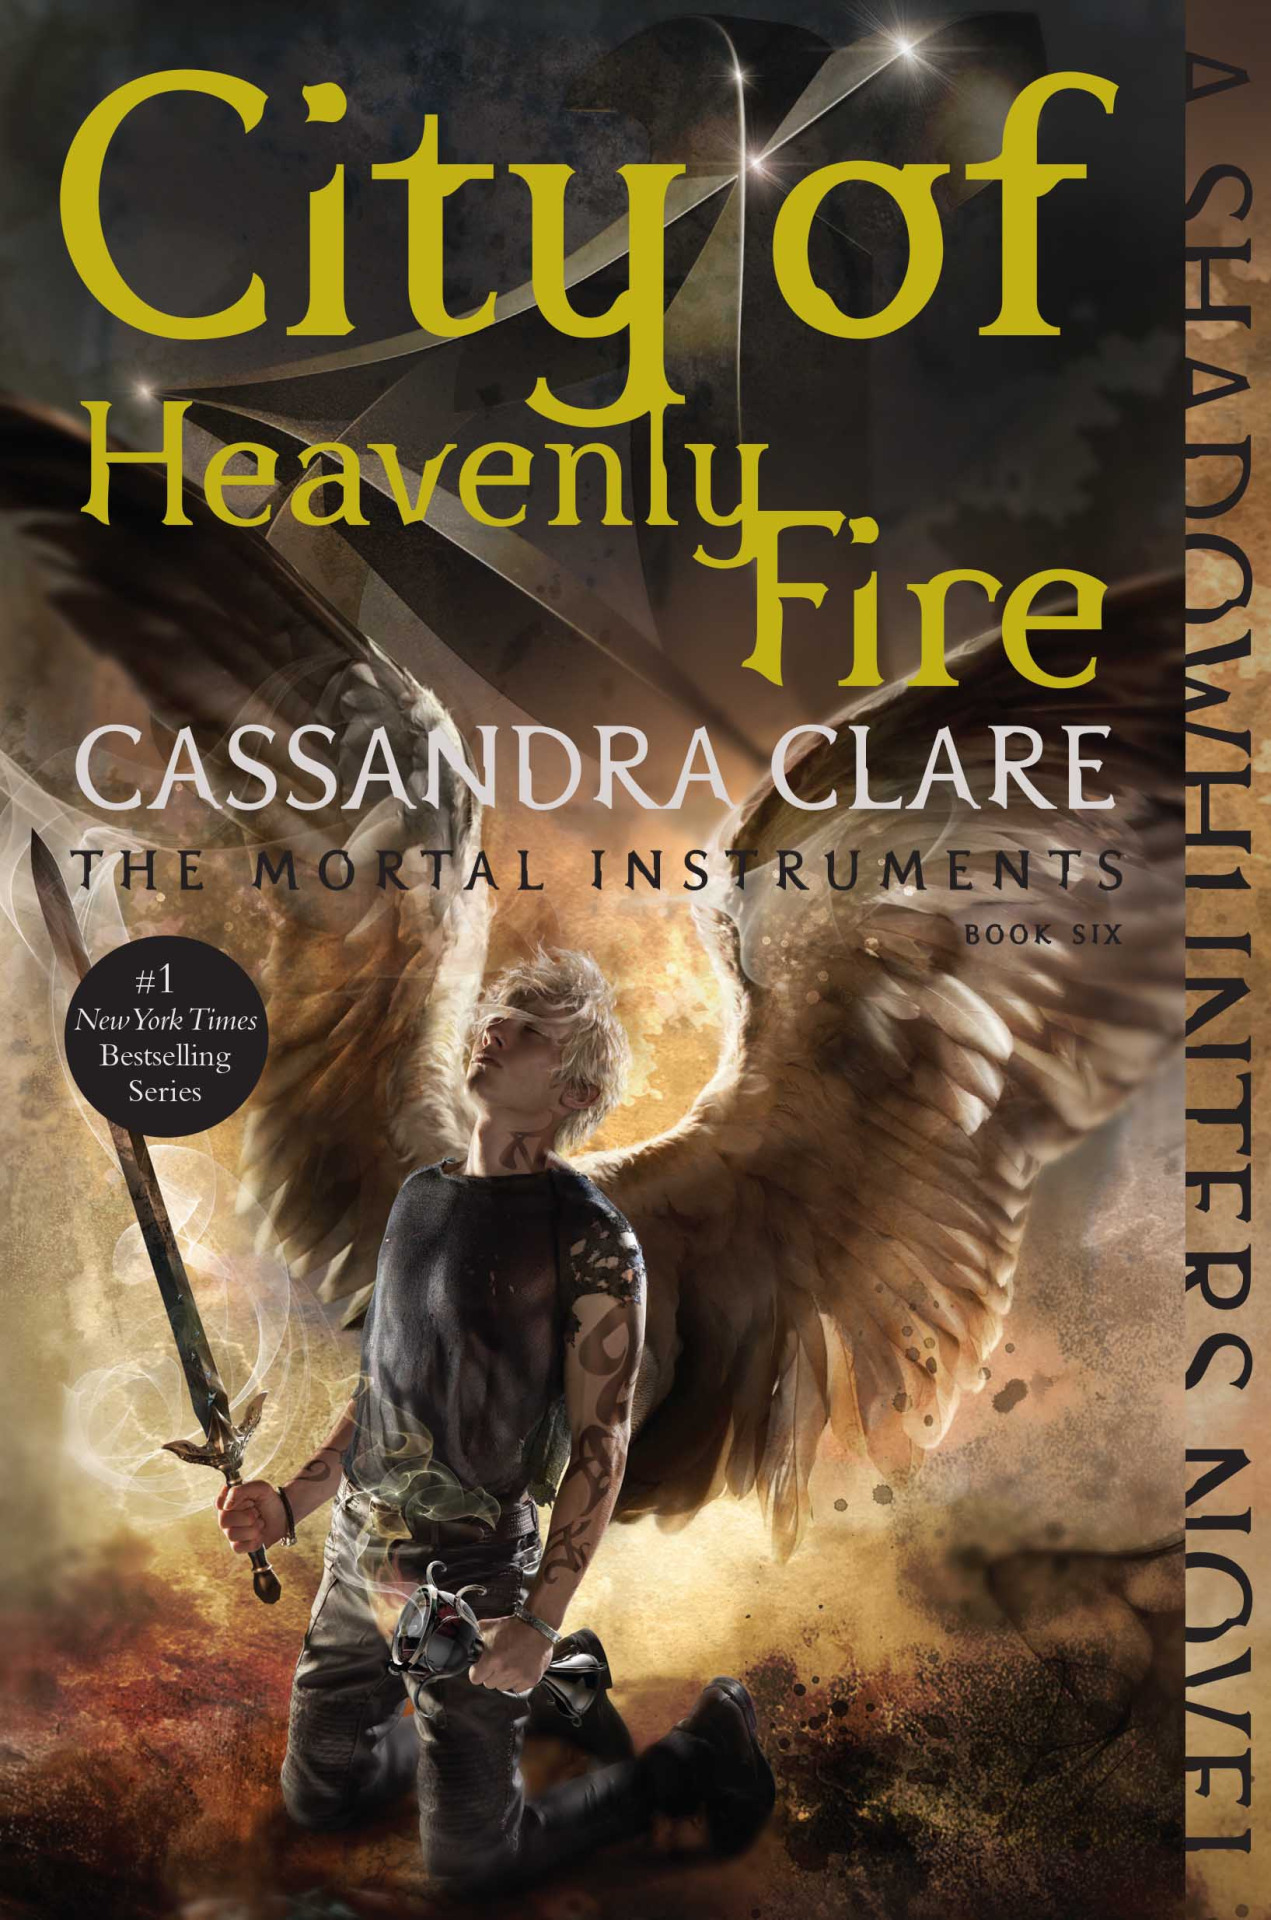 City of
Heavenly
Fire
CASSANDRA CLARE
THE MORTAL INSTRUMENTS
BOOK SIX
#1
New York Times
Bestselling
Series
A SHADOWHUNTERS NOVEL